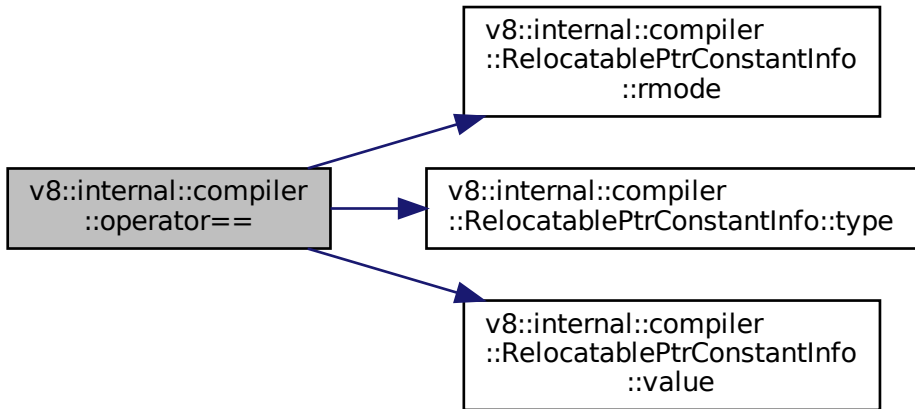 v8::internal::compiler
::operator==
v8::internal::compiler
::RelocatablePtrConstantInfo
::rmode
v8::internal::compiler
::RelocatablePtrConstantInfo::type
v8::internal::compiler
::RelocatablePtrConstantInfo
::value